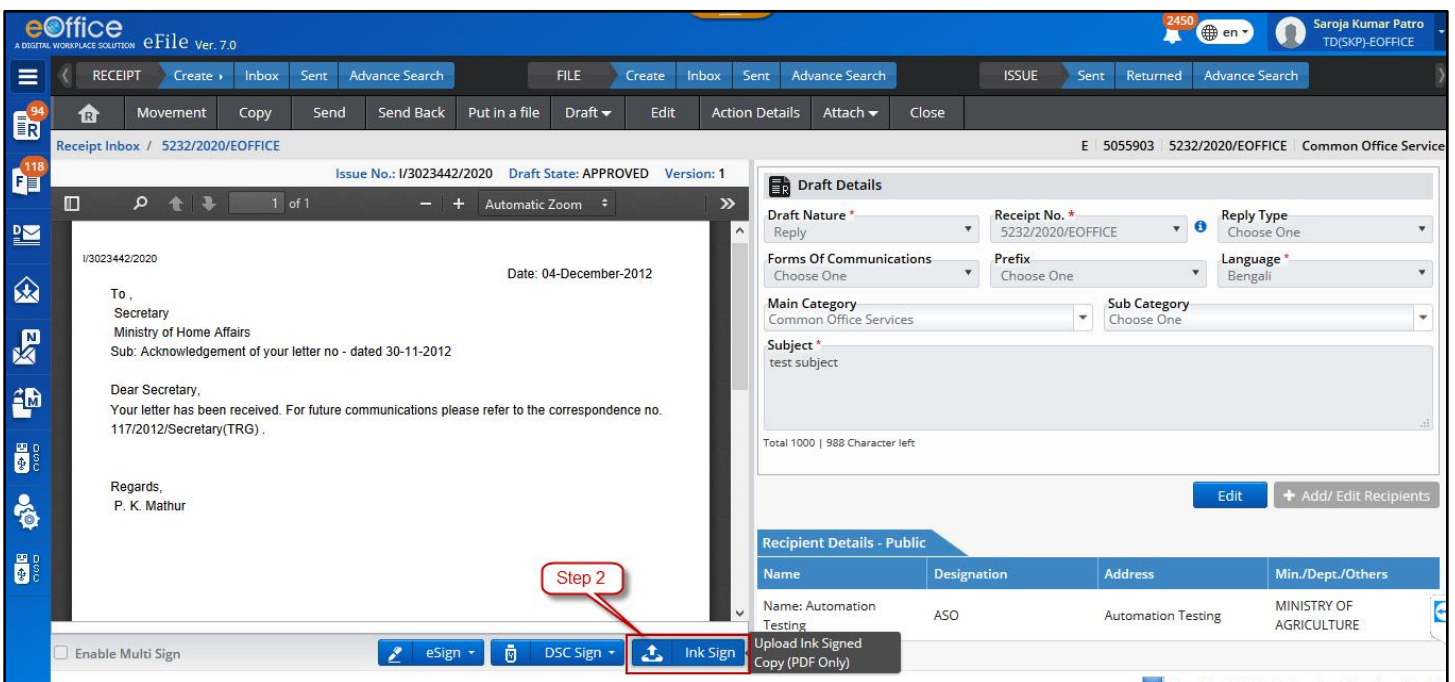 eOffice
A DIGITAL WORKPLACE SOLUTION eFile Ver. 7.0
2450 en Saroja Kumar Patro
TD(SKP)-EOFFICE
RECEIPT Create Inbox Sent Advance Search FILE Create Inbox Sent Advance Search ISSUE Sent Returned Advance Search
94 R Movement Copy Send Send Back Put in a file Draft Edit Action Details Attach Close
Receipt Inbox / 5232/2020/EOFFICE E 5055903 5232/2020/EOFFICE Common Office Service
118
Issue No.: I/3023442/2020 Draft State: APPROVED Version: 1
1 of 1 Automatic Zoom
I/3023442/2020
Date: 04-December-2012
To ,
Secretary
Ministry of Home Affairs
Sub: Acknowledgement of your letter no - dated 30-11-2012
Dear Secretary,
Your letter has been received. For future communications please refer to the correspondence no.
117/2012/Secretary(TRG) .
Regards,
P. K. Mathur
Step 2
Enable Multi Sign eSign DSC Sign Ink Sign
Upload Ink Signed
Copy (PDF Only)
Draft Details
Draft Nature * Receipt No. * Reply Type
Reply 5232/2020/EOFFICE Choose One
Forms Of Communications Prefix Language *
Choose One Choose One Bengali
Main Category Sub Category
Common Office Services Choose One
Subject *
test subject
Total 1000 | 988 Character left
Edit + Add/ Edit Recipients
Recipient Details - Public
Name Designation Address Min./Dept./Others
Name: Automation Testing ASO Automation Testing MINISTRY OF AGRICULTURE
R
F
D
N
M
DSC
DSC